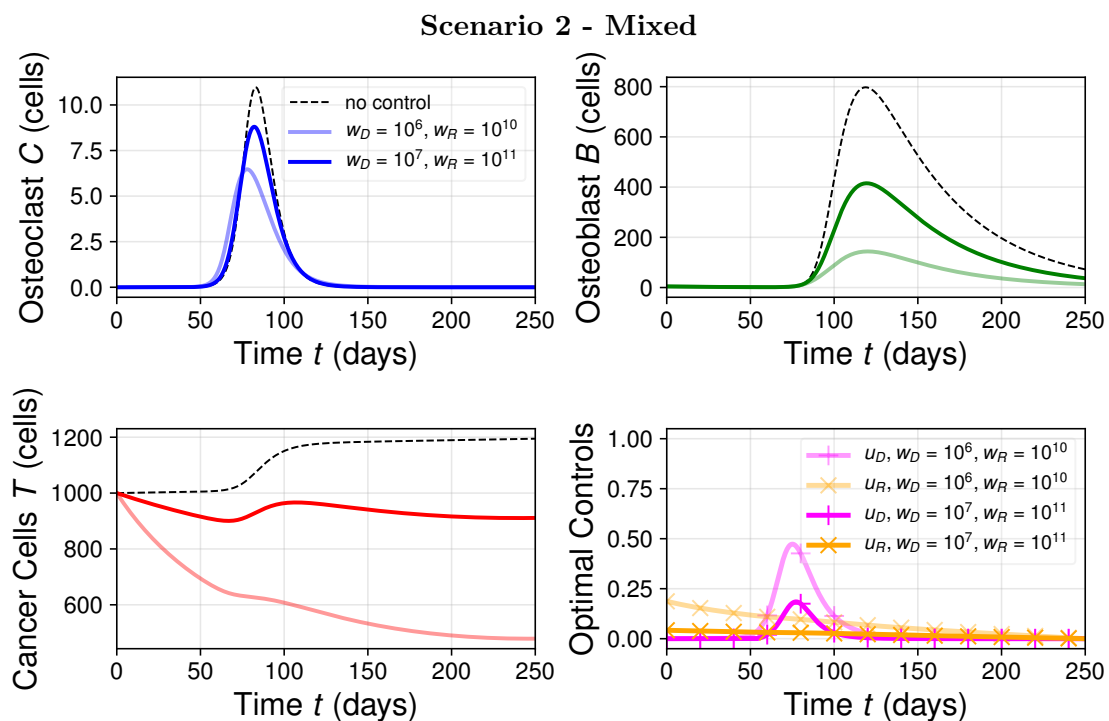 Scenario 2 - Mixed
Osteoclast C (cells)
10.0
7.5
5.0
2.5
0.0
no control
w_D = 10^6, w_R = 10^10
w_D = 10^7, w_R = 10^11
0 50 100 150 200 250
Time t (days)
Osteoblast B (cells)
800
600
400
200
0
0 50 100 150 200 250
Time t (days)
Cancer Cells T (cells)
1200
1000
800
600
0 50 100 150 200 250
Time t (days)
Optimal Controls
1.00
0.75
0.50
0.25
0.00
u_D, w_D = 10^6, w_R = 10^10
u_R, w_D = 10^6, w_R = 10^10
u_D, w_D = 10^7, w_R = 10^11
u_R, w_D = 10^7, w_R = 10^11
0 50 100 150 200 250
Time t (days)